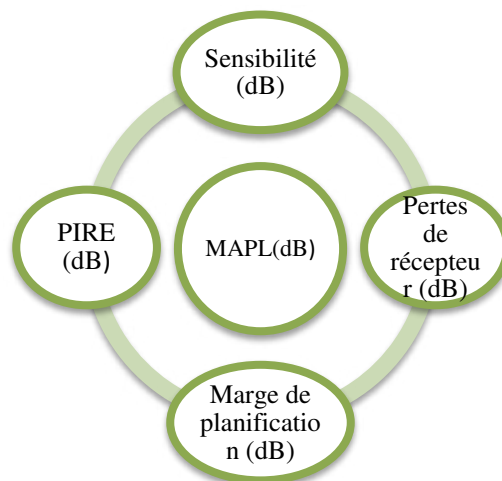 Sensibilité
(dB)
PIRE
(dB)
MAPL(dB)
Pertes
de
récepteu
r (dB)
Marge de
planificatio
n (dB)